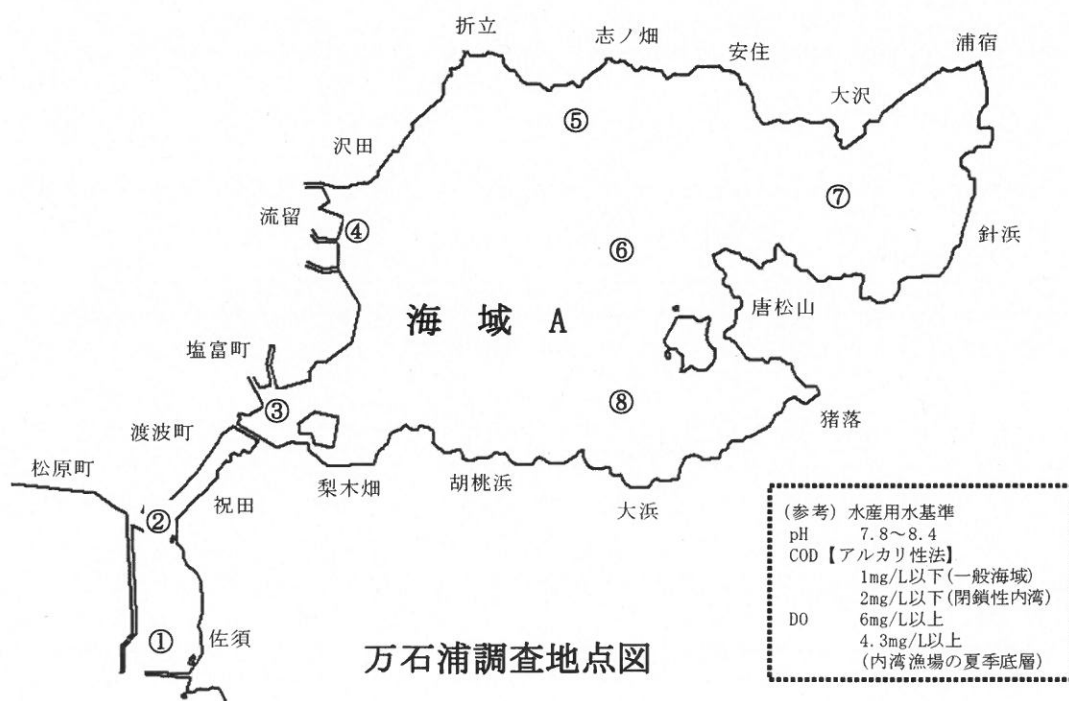 折立
志ノ畑
安住
浦宿
大沢
沢田
⑤
⑦
流留
④
⑥
針浜
唐松山
海 域 A
塩富町
③
⑧
猪落
渡波町
松原町
梨木畑
胡桃浜
大浜
祝田
②
①
佐須
万石浦調査地点図
(参考) 水産用水基準
pH 7.8～8.4
COD【アルカリ性法】
1mg/L以下(一般海域)
2mg/L以下(閉鎖性内湾)
DO 6mg/L以上
4.3mg/L以上
(内湾漁場の夏季底層)